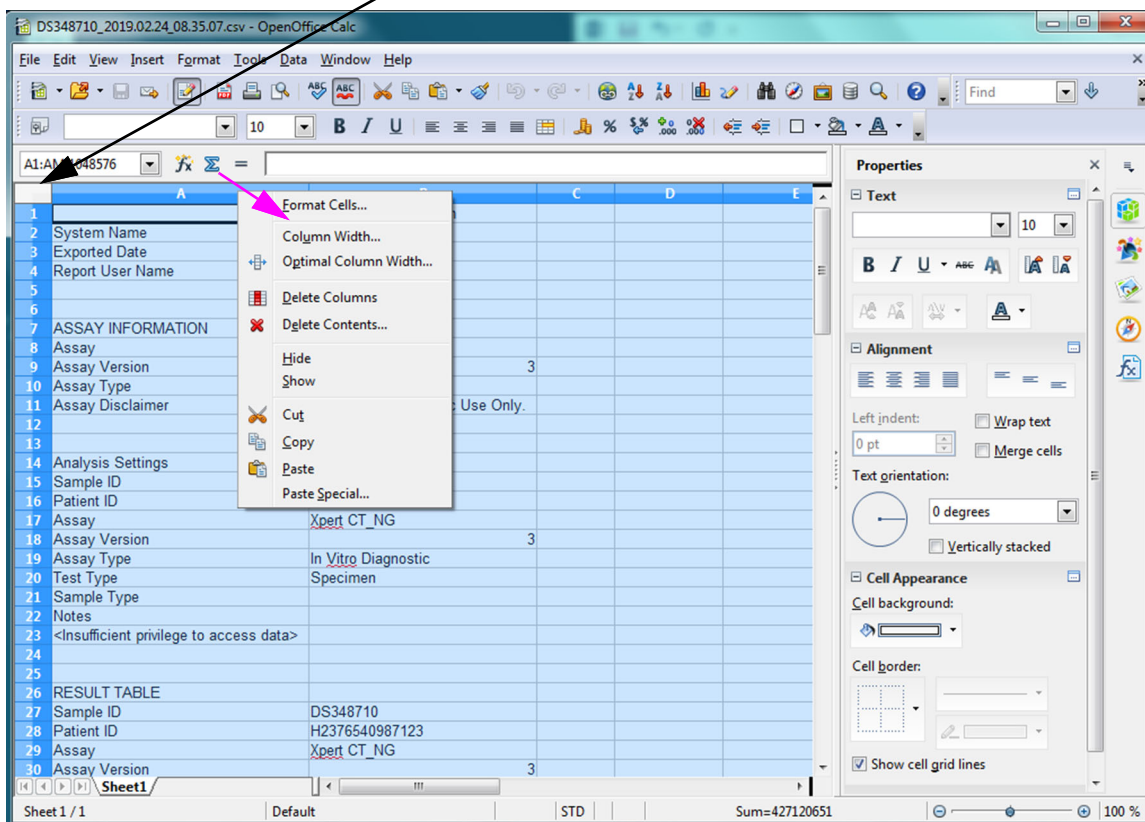 DS348710_2019.02.24_08.35.07.csv - OpenOffice Calc
File Edit View Insert Format Tools Data Window Help
Find
10
A1:AM1048576
Properties
A C D E
Text
10
1
2 System Name
3 Exported Date
4 Report User Name
5
6
7 ASSAY INFORMATION
8 Assay
9 Assay Version 3
10 Assay Type
11 Assay Disclaimer Use Only.
12
13
14 Analysis Settings
15 Sample ID
16 Patient ID
17 Assay Xpert CT_NG
18 Assay Version 3
19 Assay Type In Vitro Diagnostic
20 Test Type Specimen
21 Sample Type
22 Notes
23 <Insufficient privilege to access data>
24
25
26 RESULT TABLE
27 Sample ID DS348710
28 Patient ID H2376540987123
29 Assay Xpert CT_NG
30 Assay Version 3
Format Cells...
Column Width...
Optimal Column Width...
Delete Columns
Delete Contents...
Hide
Show
Cut
Copy
Paste
Paste Special...
Alignment
Left indent:
Wrap text
0 pt
Merge cells
Text orientation:
0 degrees
Vertically stacked
Cell Appearance
Cell background:
Cell border:
Show cell grid lines
Sheet1
Sheet 1 / 1 Default STD Sum=427120651 100 %